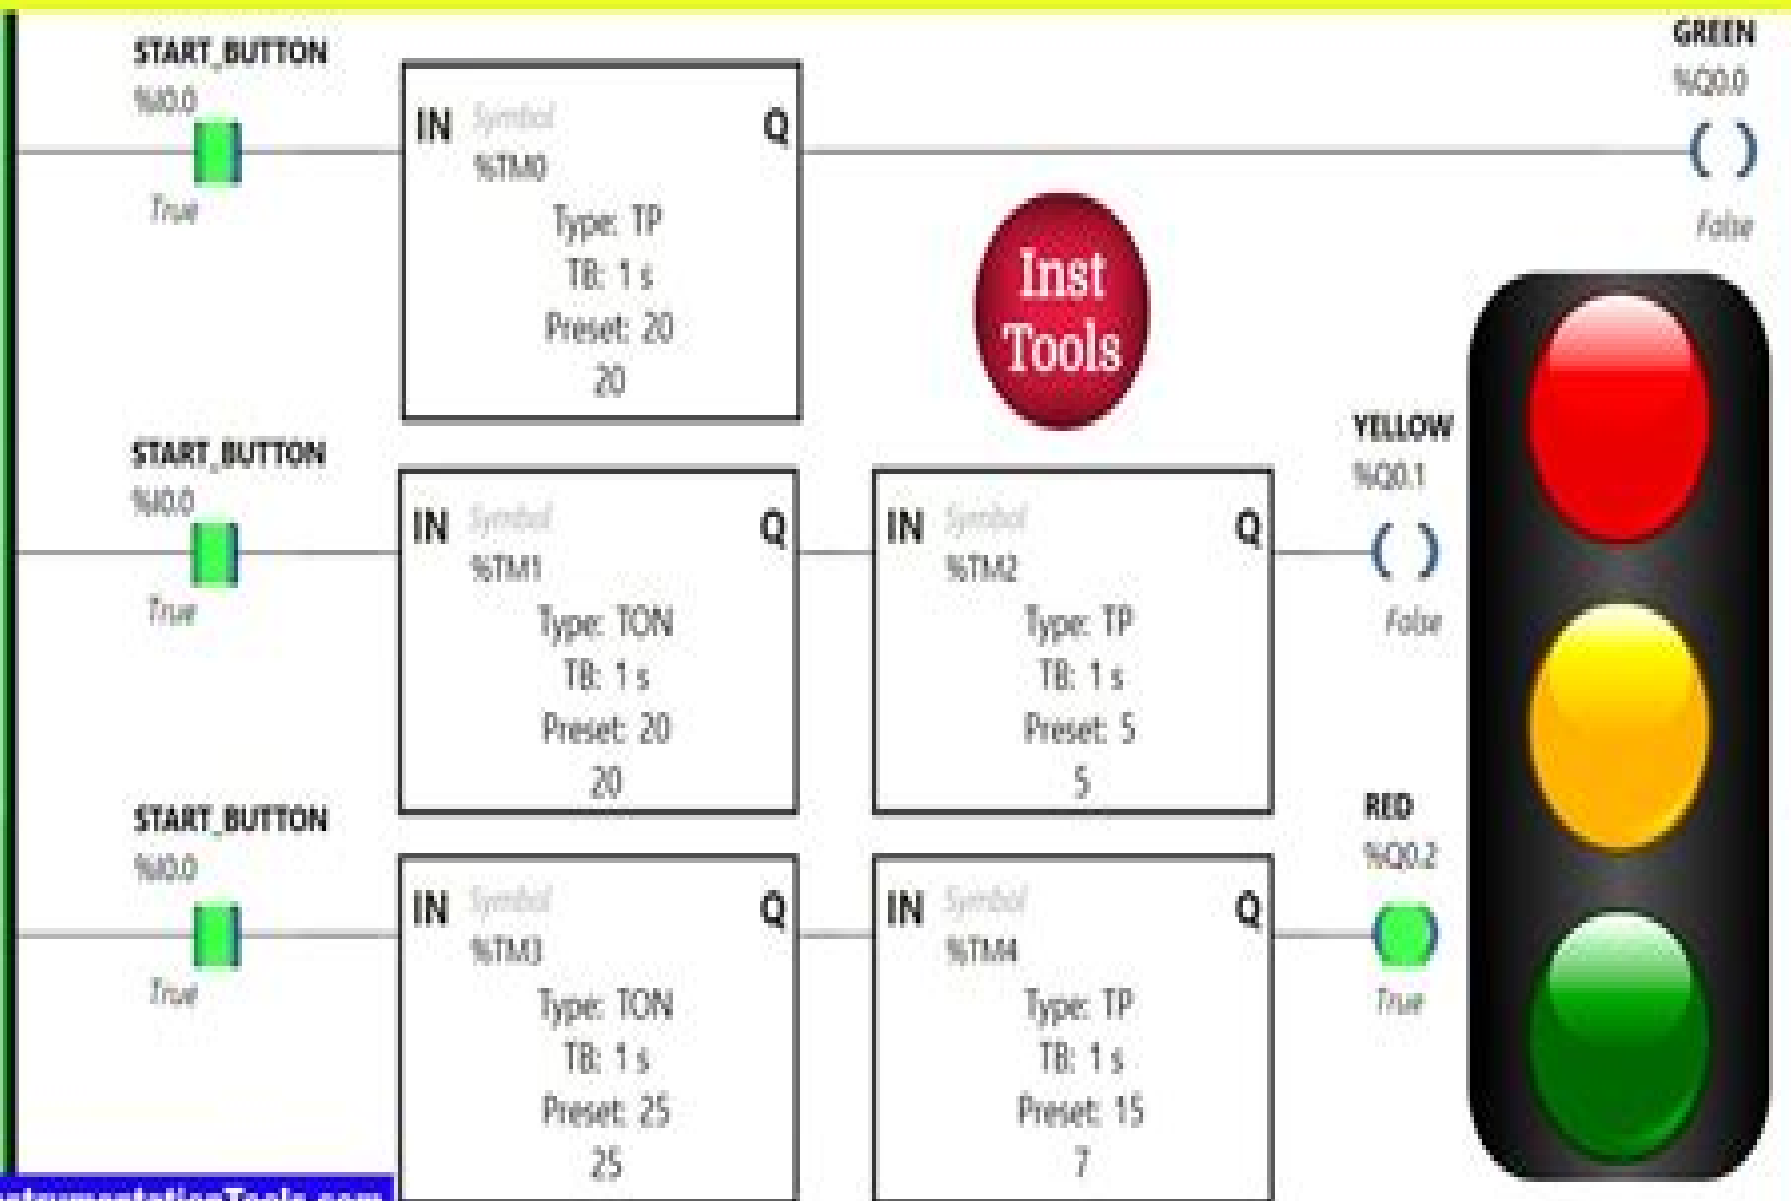 START_BUTTON
%I0.0
True
IN Symbol Q
%TM0
Type: TP
TB: 1 s
Preset: 20
20
GREEN
%Q0.0
False
Inst
Tools
START_BUTTON
%I0.0
True
IN Symbol Q
%TM1
Type: TON
TB: 1 s
Preset: 20
20
IN Symbol Q
%TM2
Type: TP
TB: 1 s
Preset: 5
5
YELLOW
%Q0.1
False
START_BUTTON
%I0.0
True
IN Symbol Q
%TM3
Type: TON
TB: 1 s
Preset: 25
25
IN Symbol Q
%TM4
Type: TP
TB: 1 s
Preset: 15
7
RED
%Q0.2
True
strumentationTools.com